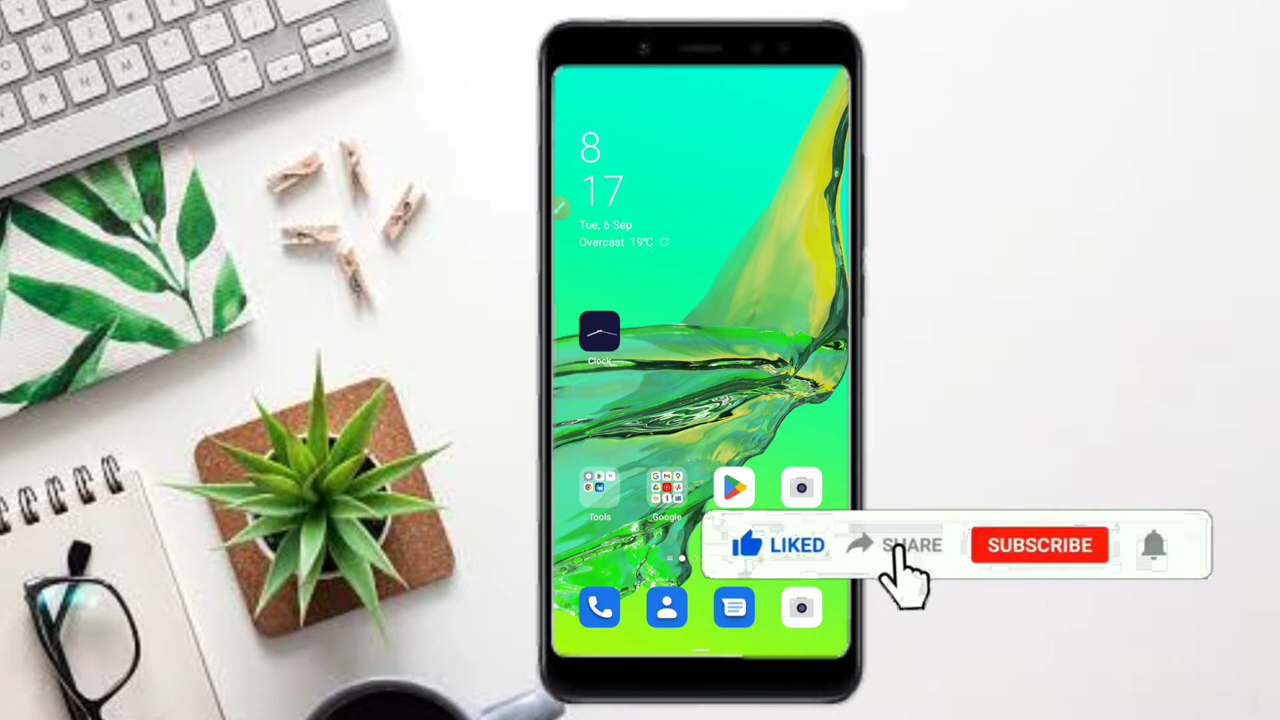 8
17
Tue, 6 Sep
Overcast 19°C
Clock
Tools
Google
LIKED
SHARE
SUBSCRIBE